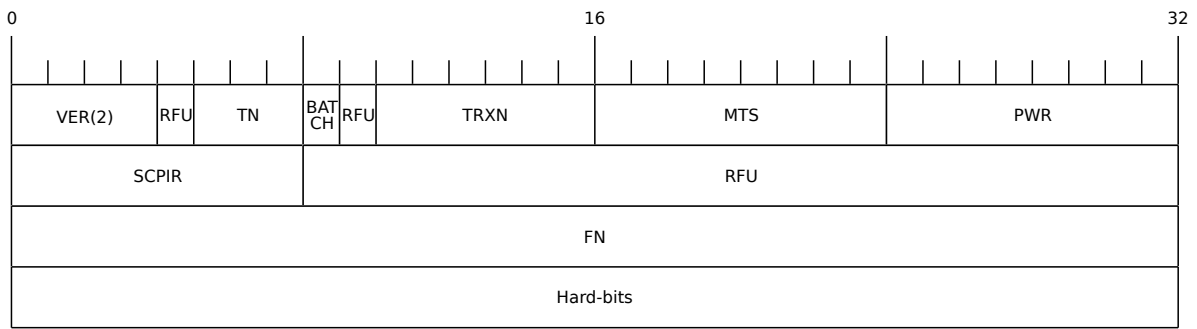 0 16 32
VER(2) RFU TN BAT CH RFU TRXN MTS PWR
SCPIR RFU
FN
Hard-bits